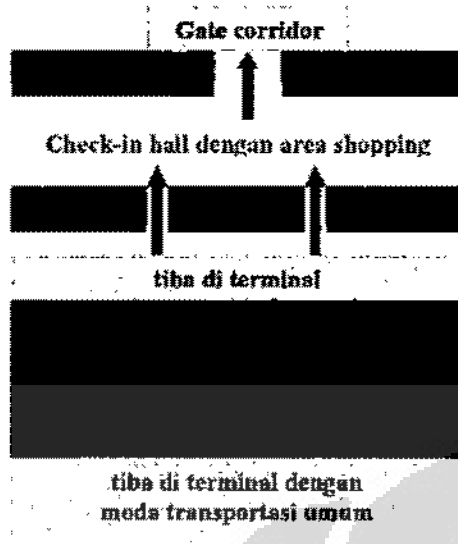 Gate corridor
Check-in hall dengan area shopping
tiba di terminal
tiba di terminal dengan
moda transportasi umum